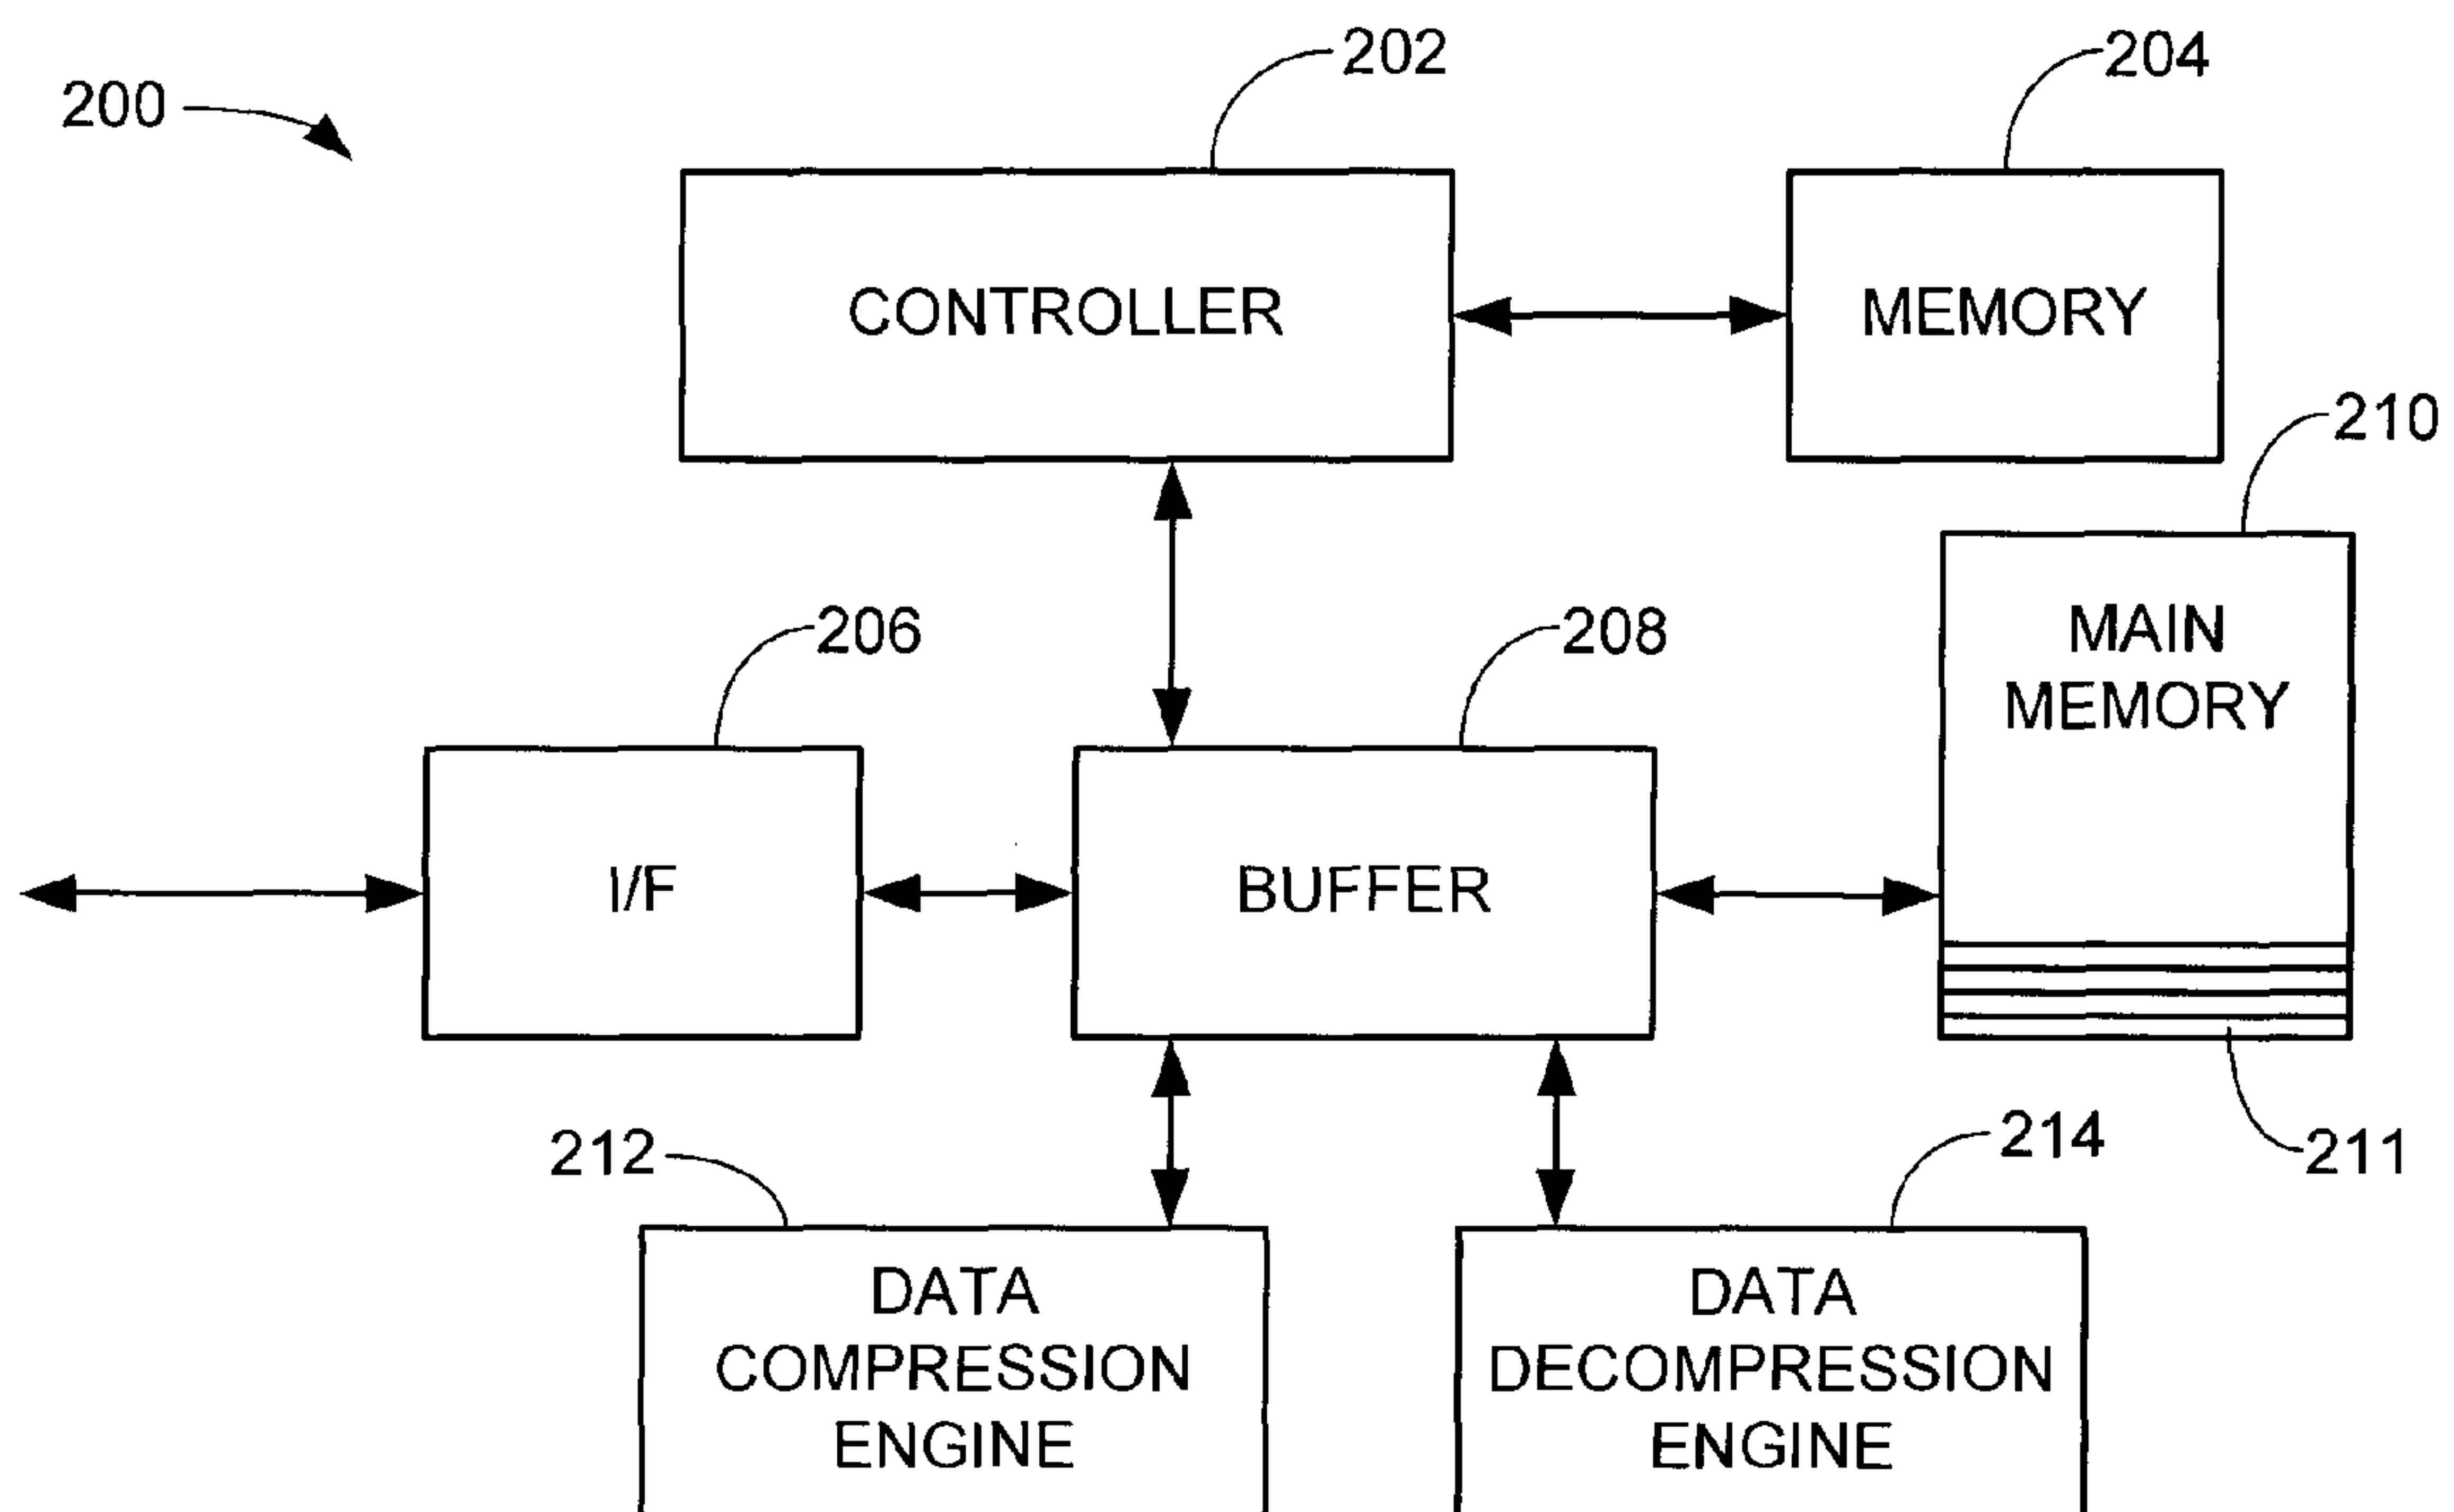 200
202
204
CONTROLLER
MEMORY
210
206
208
MAIN
MEMORY
I/F
BUFFER
212
214
211
DATA
COMPRESSION
ENGINE
DATA
DECOMPRESSION
ENGINE